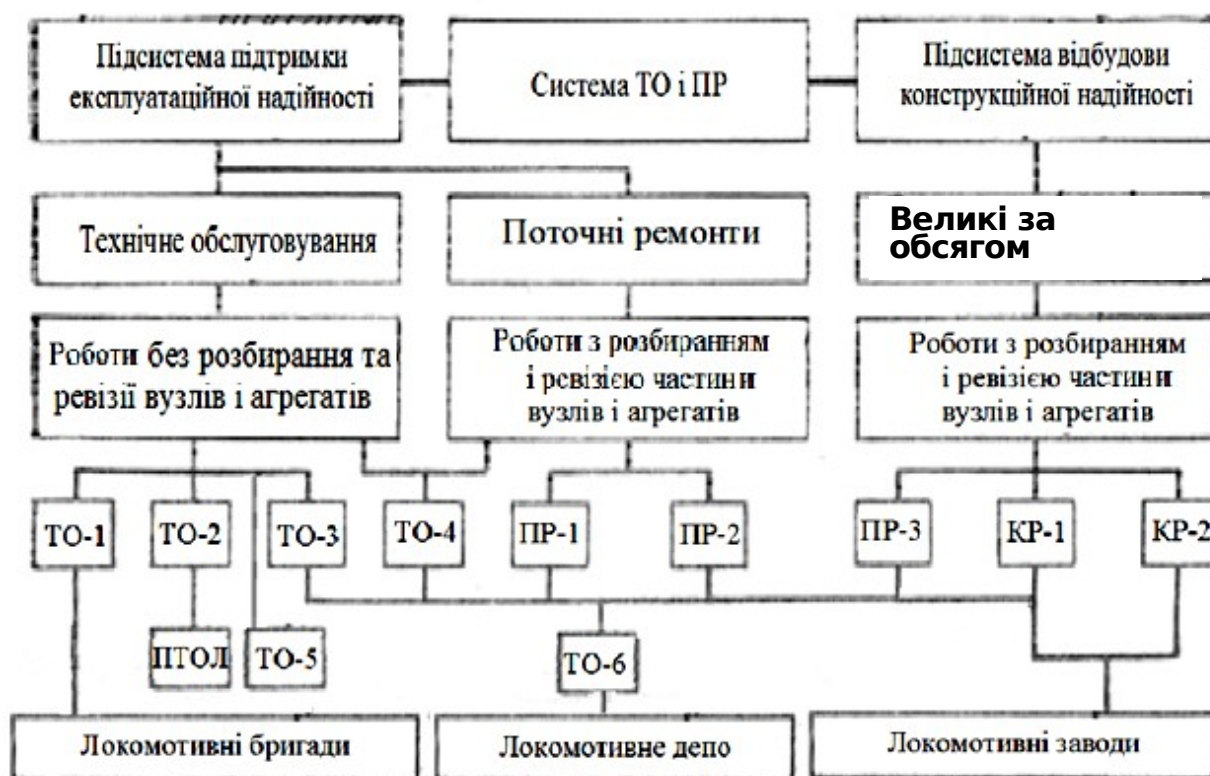 Підсистема підтримки
експлуатаційної надійності
Система ТО і ПР
Підсистема відбудови
конструкційної надійності
Технічне обслуговування
Поточні ремонти
Великі за
обсягом
Роботи без розбирання та
ревізії вузлів і агрегатів
Роботи з розбиранням
і ревізією частини
вузлів і агрегатів
Роботи з розбиранням
і ревізією частини
вузлів і агрегатів
ТО-1
ТО-2
ТО-3
ТО-4
ПР-1
ПР-2
ПР-3
КР-1
КР-2
ПТОЛ
ТО-5
ТО-6
Локомотивні бригади
Локомотивне депо
Локомотивні заводи